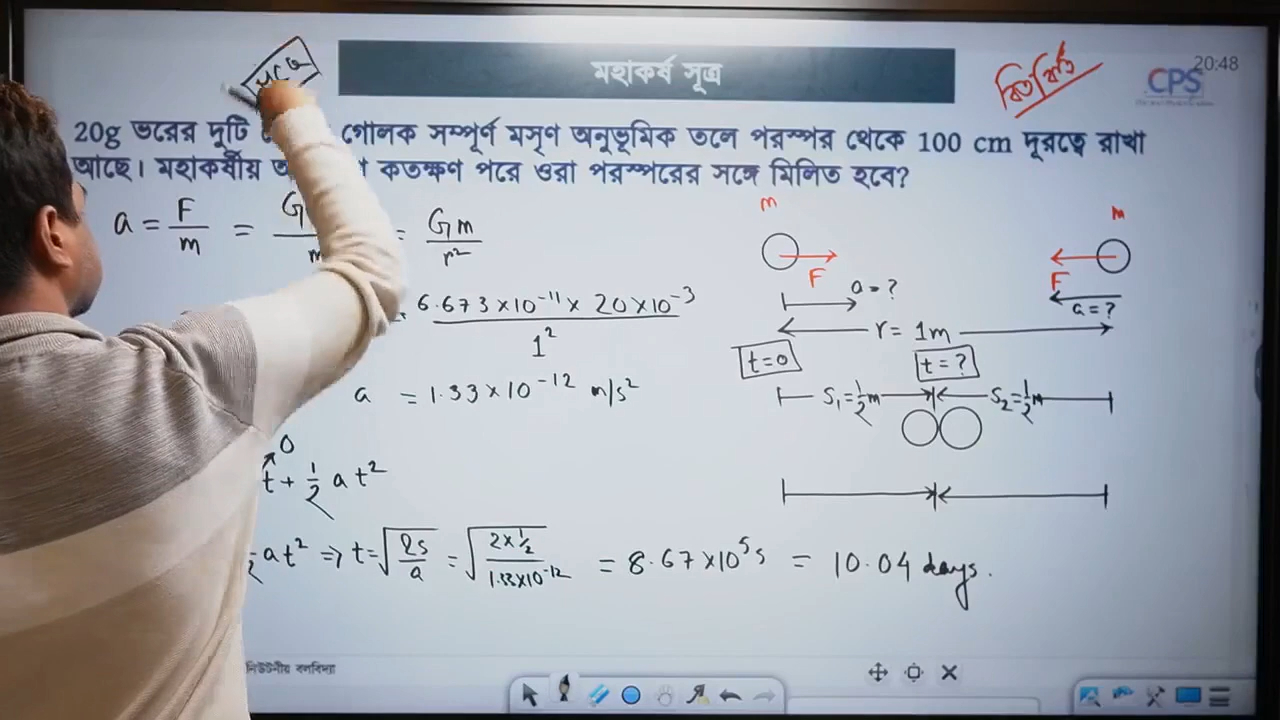 মহাকর্ষ সূত্র
বিতর্কিত
CPS
20:48
20g ভরের দুটি গোলক সম্পূর্ণ মসৃণ অনুভূমিক তলে পরস্পর থেকে 100 cm দূরত্বে রাখা
আছে। মহাকর্ষীয় কতক্ষণ পরে ওরা পরস্পরের সঙ্গে মিলিত হবে?
a = F/m = G = Gm/r²
6.673×10⁻¹¹ × 20×10⁻³ / 1²
a = 1.33×10⁻¹² m/s²
0
t + ½ at²
at² ⇒ t = √(2s/a) = √(2×½ / 1.33×10⁻¹²) = 8.67×10⁵ s = 10.04 days.
m m
F F
a = ? a = ?
r = 1m
t = 0 t = ?
S₁ = ½m S₂ = ½m
নিউটনীয় বলবিদ্যা